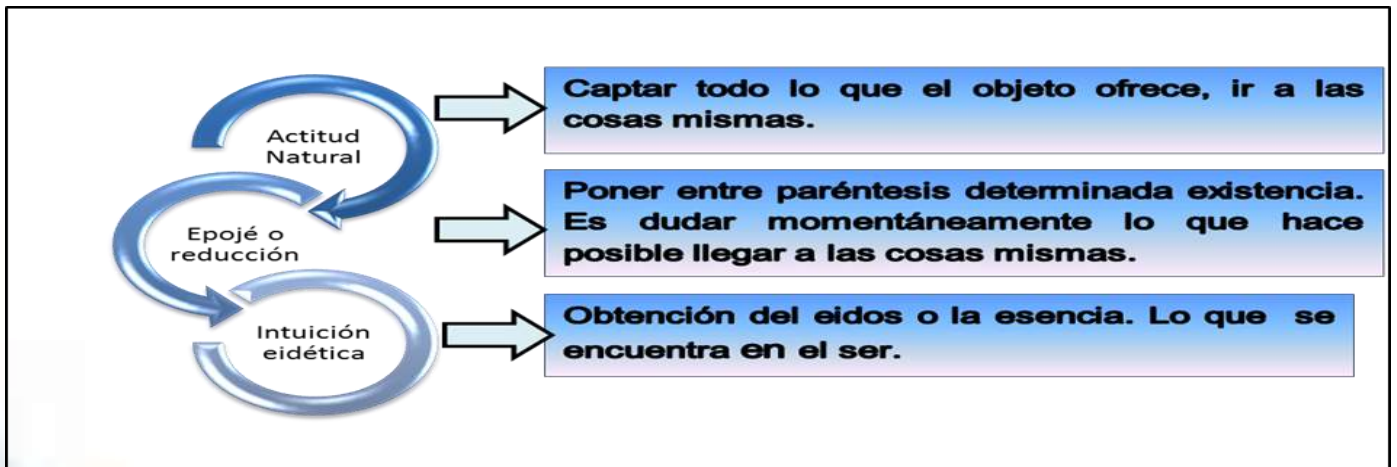 Actitud
Natural
Captar todo lo que el objeto ofrece, ir a las
cosas mismas.
Epojé o
reducción
Poner entre paréntesis determinada existencia.
Es dudar momentáneamente lo que hace
posible llegar a las cosas mismas.
Intuición
eidética
Obtención del eidos o la esencia. Lo que se
encuentra en el ser.